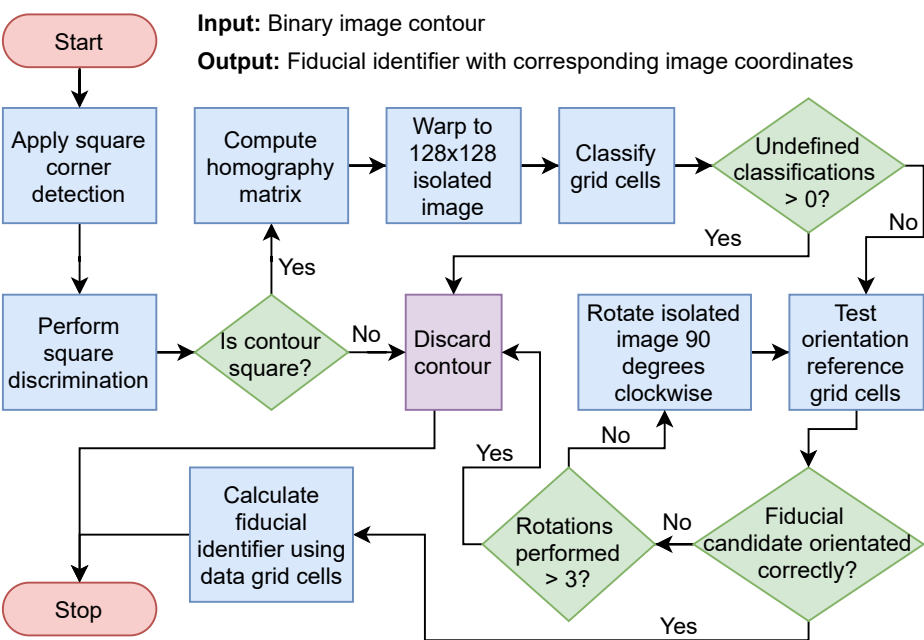 Start
Input: Binary image contour
Output: Fiducial identifier with corresponding image coordinates
Apply square
corner
detection
Compute
homography
matrix
Warp to
128x128
isolated
image
Classify
grid cells
Undefined
classifications
> 0?
Yes
No
Yes
Perform
square
discrimination
Is contour
square?
No
Discard
contour
Rotate isolated
image 90
degrees
clockwise
Test
orientation
reference
grid cells
Yes
No
Calculate
fiducial
identifier using
data grid cells
Rotations
performed
> 3?
No
Fiducial
candidate orientated
correctly?
Stop
Yes